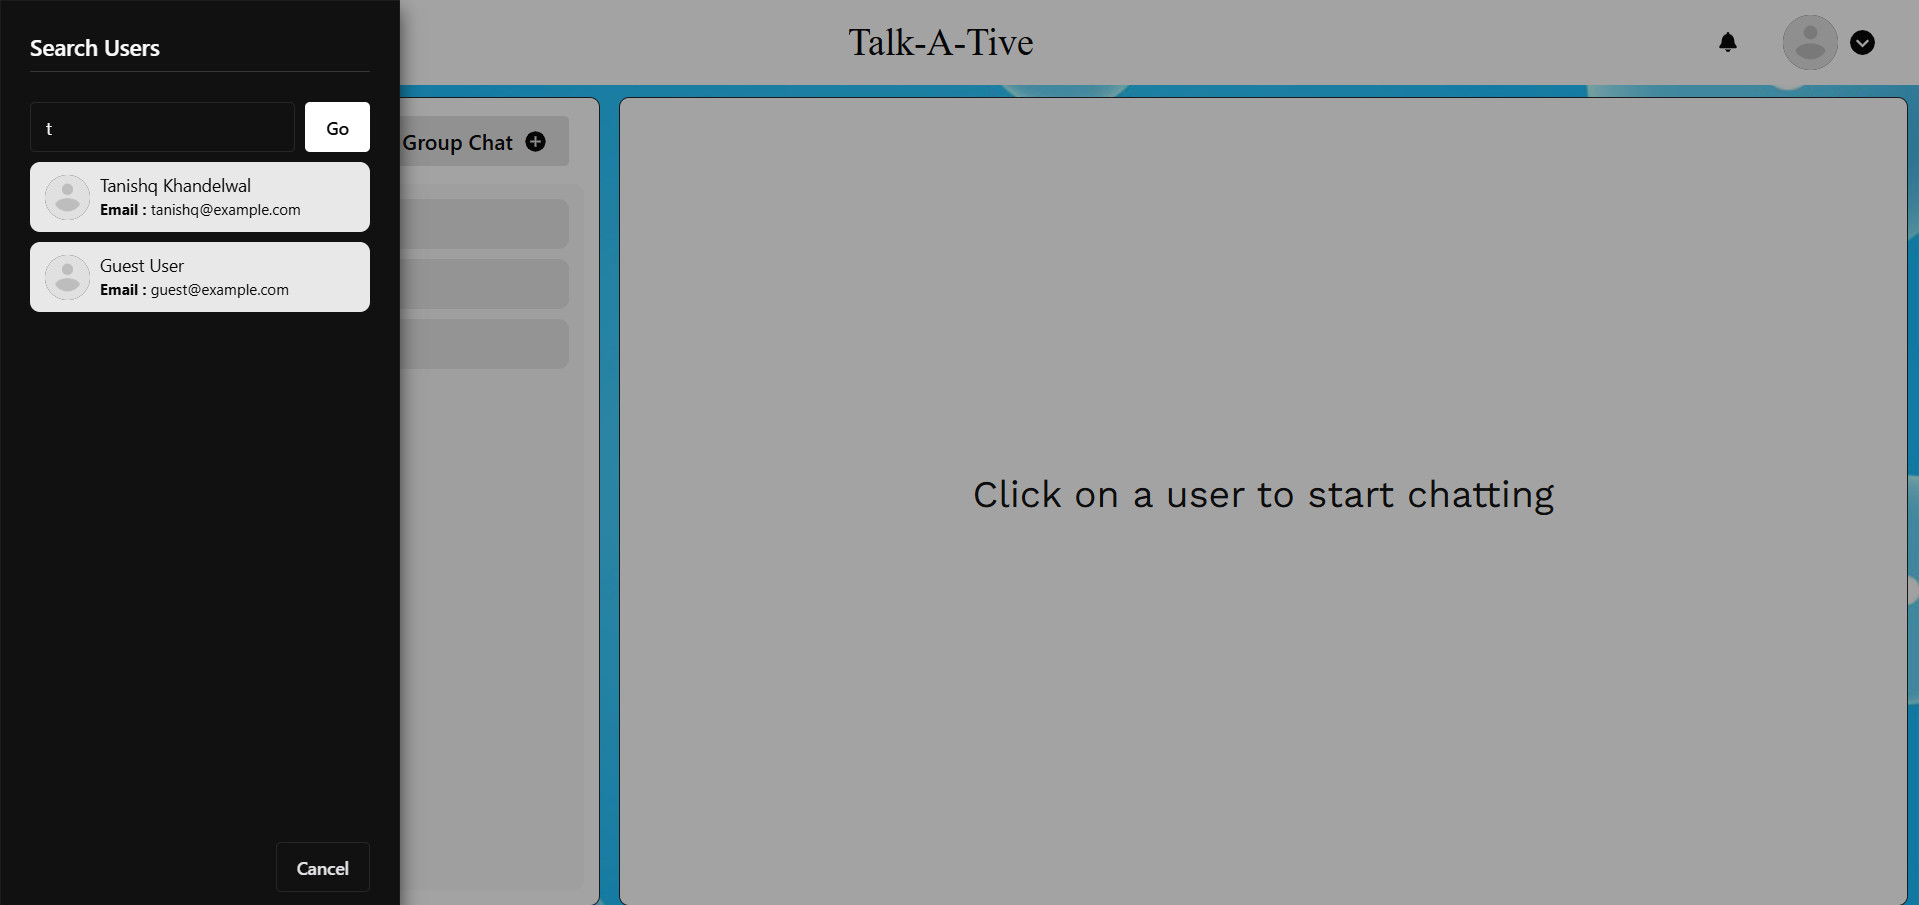 Search Users
t
Go
Tanishq Khandelwal
Email : tanishq@example.com
Guest User
Email : guest@example.com
Cancel
Talk-A-Tive
Group Chat
Click on a user to start chatting